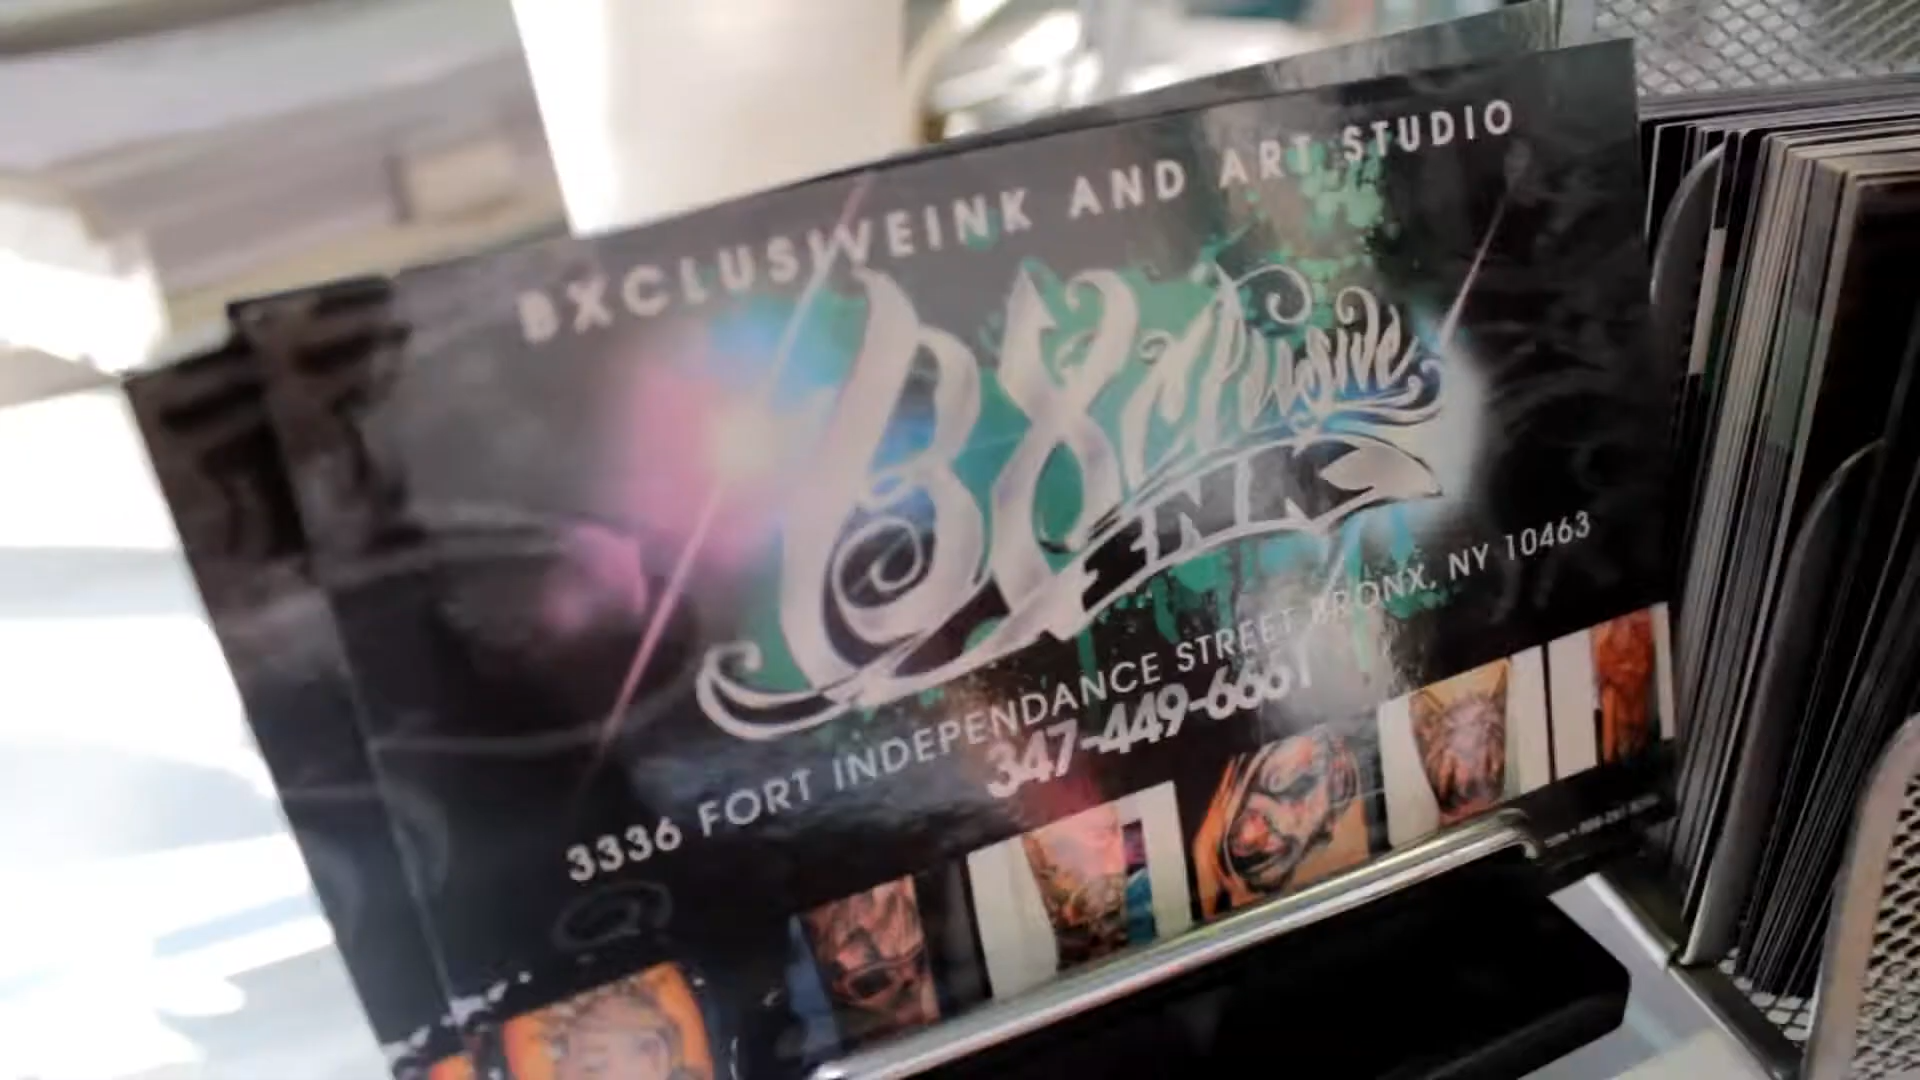 BXCLUSIVEINK AND ART STUDIO
BXclusive
INK
3336 FORT INDEPENDANCE STREET BRONX, NY 10463
347-449-6661